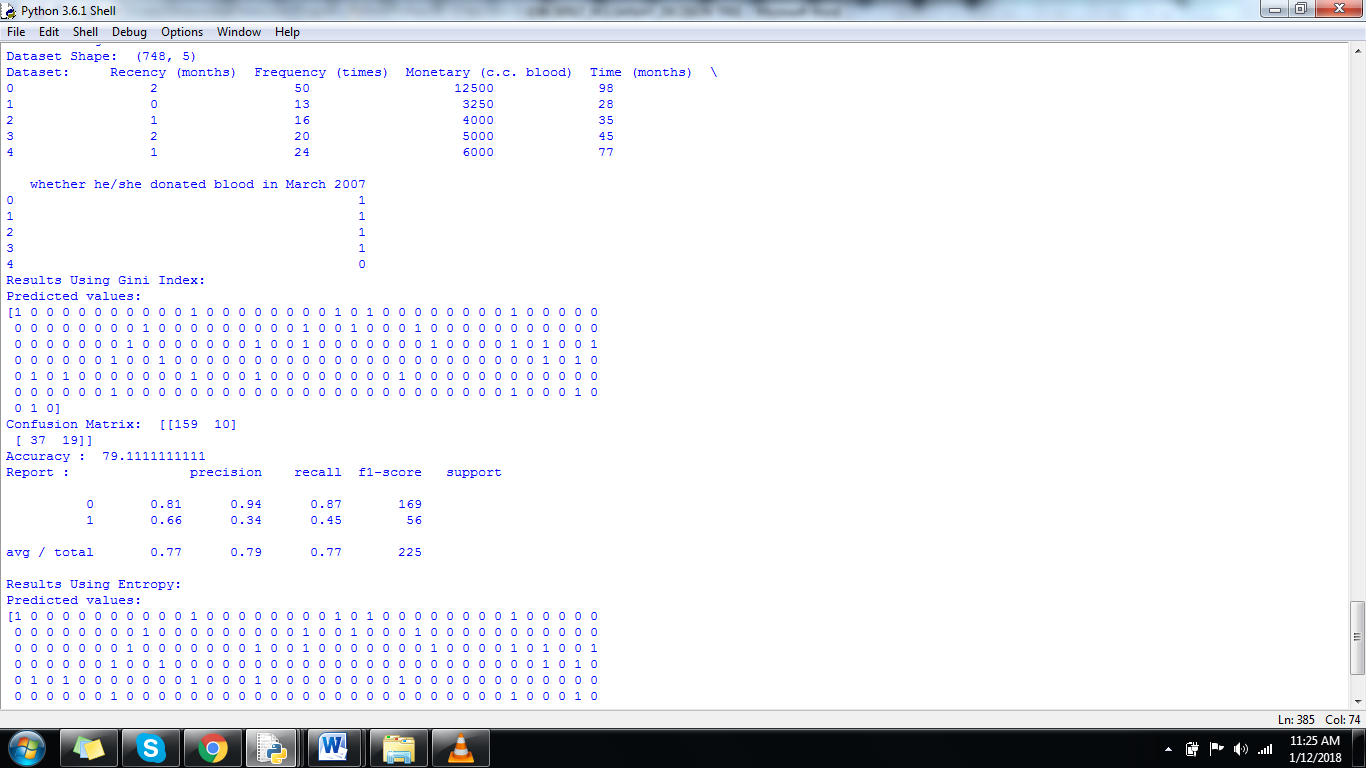 Python 3.6.1 Shell
File Edit Shell Debug Options Window Help
Dataset Shape:  (748, 5)
Dataset:     Recency (months)  Frequency (times)  Monetary (c.c. blood)  Time (months)  \
0 2 50 12500 98
1 0 13 3250 28
2 1 16 4000 35
3 2 20 5000 45
4 1 24 6000 77
whether he/she donated blood in March 2007
0 1
1 1
2 1
3 1
4 0
Results Using Gini Index:
Predicted values:
[1 0 0 0 0 0 0 0 0 0 0 1 0 0 0 0 0 0 0 0 1 0 1 0 0 0 0 0 0 0 0 1 0 0 0 0 0
0 0 0 0 0 0 0 0 1 0 0 0 0 0 0 0 0 0 1 0 0 1 0 0 0 1 0 0 0 0 0 0 0 0 0 0 0
0 0 0 0 0 0 0 1 0 0 0 0 0 0 0 1 0 0 1 0 0 0 0 0 0 0 1 0 0 0 0 1 0 1 0 0 1
0 0 0 0 0 0 1 0 0 1 0 0 0 0 0 0 0 0 0 0 0 0 0 0 0 0 0 0 0 0 0 0 0 1 0 1 0
0 1 0 1 0 0 0 0 0 0 0 1 0 0 0 1 0 0 0 0 0 0 0 0 1 0 0 0 0 0 0 0 0 0 0 0 0
0 0 0 0 0 0 1 0 0 0 0 0 0 0 0 0 0 0 0 0 0 0 0 0 0 0 0 0 0 0 0 1 0 0 0 1 0
0 1 0]
Confusion Matrix:  [[159  10]
[ 37  19]]
Accuracy :  79.1111111111
Report :               precision    recall  f1-score   support
0 0.81 0.94 0.87 169
1 0.66 0.34 0.45 56
avg / total 0.77 0.79 0.77 225
Results Using Entropy:
Predicted values:
[1 0 0 0 0 0 0 0 0 0 0 1 0 0 0 0 0 0 0 0 1 0 1 0 0 0 0 0 0 0 0 1 0 0 0 0 0
0 0 0 0 0 0 0 0 1 0 0 0 0 0 0 0 0 0 1 0 0 1 0 0 0 1 0 0 0 0 0 0 0 0 0 0 0
0 0 0 0 0 0 0 1 0 0 0 0 0 0 0 1 0 0 1 0 0 0 0 0 0 0 1 0 0 0 0 1 0 1 0 0 1
0 0 0 0 0 0 1 0 0 1 0 0 0 0 0 0 0 0 0 0 0 0 0 0 0 0 0 0 0 0 0 0 0 1 0 1 0
0 1 0 1 0 0 0 0 0 0 0 1 0 0 0 1 0 0 0 0 0 0 0 0 1 0 0 0 0 0 0 0 0 0 0 0 0
0 0 0 0 0 0 1 0 0 0 0 0 0 0 0 0 0 0 0 0 0 0 0 0 0 0 0 0 0 0 0 1 0 0 0 1 0
Ln: 385 Col: 74
11:25 AM
1/12/2018